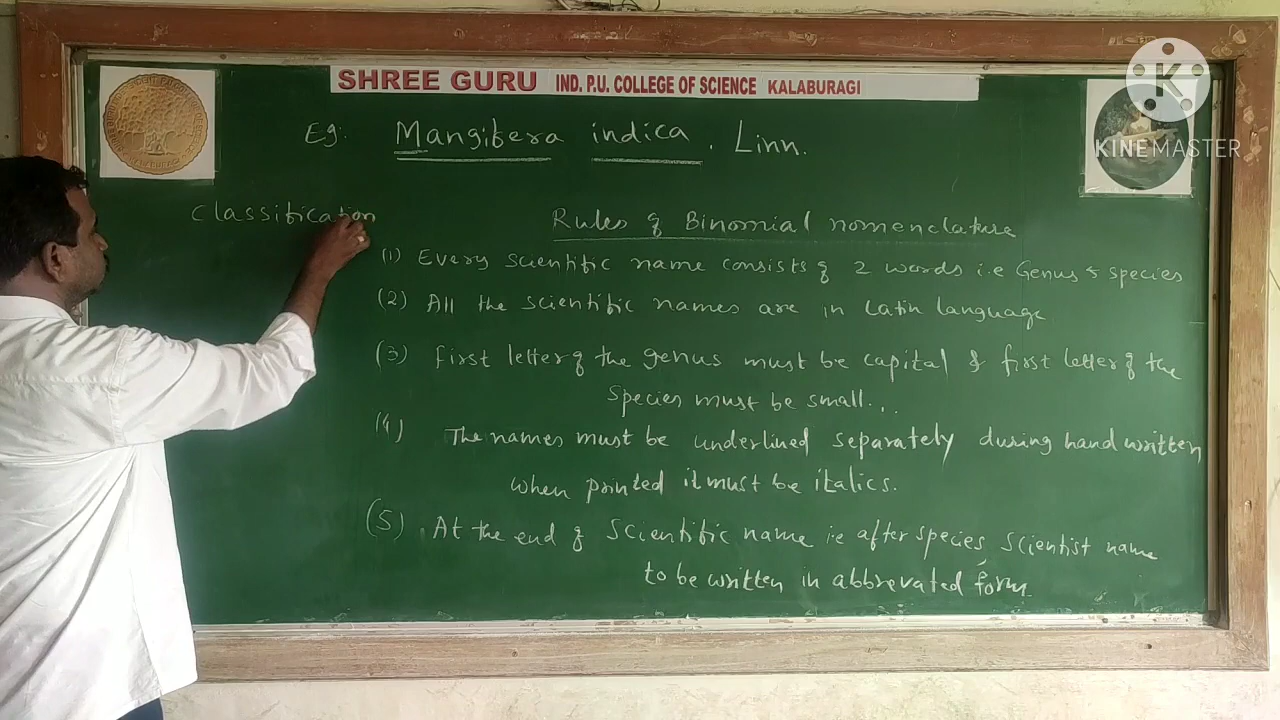 SHREE GURU IND. P.U. COLLEGE OF SCIENCE KALABURAGI
KINEMASTER
Eg. Mangifera indica. Linn.
Classification
Rules of Binomial nomenclature
(1) Every scientific name consists of 2 words i.e Genus & species
(2) All the scientific names are in Latin language
(3) First letter of the genus must be capital & first letter of the
species must be small..
(4) The names must be underlined separately during hand written
when printed it must be italics.
(5) At the end of scientific name i.e after species, scientist name
to be written in abbrevated form.